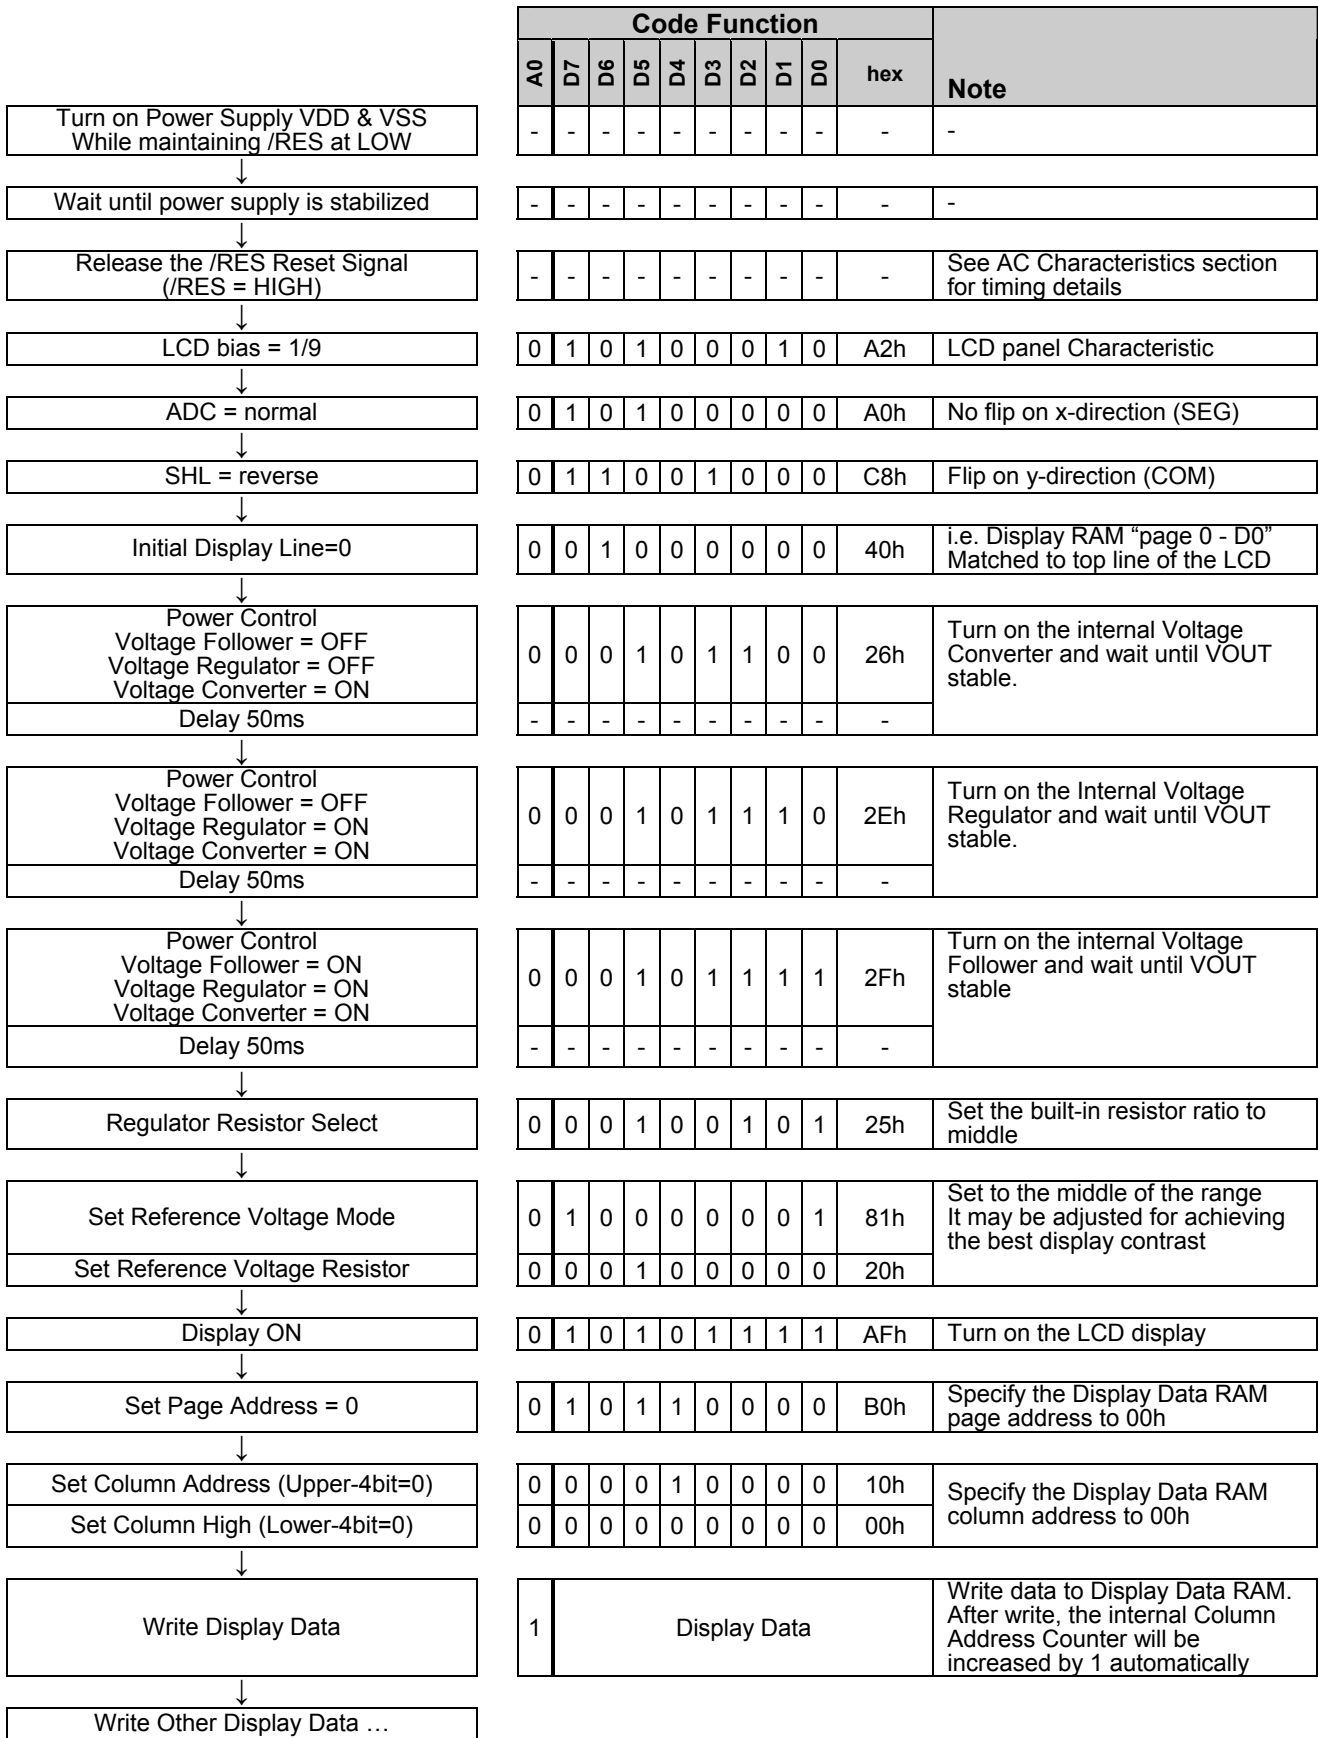 Code Function
A0 D7 D6 D5 D4 D3 D2 D1 D0 hex Note
Turn on Power Supply VDD & VSS
While maintaining /RES at LOW
- - - - - - - - - - -
↓
Wait until power supply is stabilized - - - - - - - - - - -
↓
Release the /RES Reset Signal
(/RES = HIGH)
- - - - - - - - - -
See AC Characteristics section
for timing details
↓
LCD bias = 1/9 0 1 0 1 0 0 0 1 0 A2h LCD panel Characteristic
↓
ADC = normal 0 1 0 1 0 0 0 0 0 A0h No flip on x-direction (SEG)
↓
SHL = reverse 0 1 1 0 0 1 0 0 0 C8h Flip on y-direction (COM)
↓
Initial Display Line=0 0 0 1 0 0 0 0 0 0 40h
i.e. Display RAM “page 0 - D0”
Matched to top line of the LCD
↓
Power Control
Voltage Follower = OFF
Voltage Regulator = OFF
Voltage Converter = ON
0 0 0 1 0 1 1 0 0 26h
Turn on the internal Voltage
Converter and wait until VOUT
stable.
Delay 50ms - - - - - - - - - -
↓
Power Control
Voltage Follower = OFF
Voltage Regulator = ON
Voltage Converter = ON
0 0 0 1 0 1 1 1 0 2Eh
Turn on the Internal Voltage
Regulator and wait until VOUT
stable.
Delay 50ms - - - - - - - - - -
↓
Power Control
Voltage Follower = ON
Voltage Regulator = ON
Voltage Converter = ON
0 0 0 1 0 1 1 1 1 2Fh
Turn on the internal Voltage
Follower and wait until VOUT
stable
Delay 50ms - - - - - - - - - -
↓
Regulator Resistor Select 0 0 0 1 0 0 1 0 1 25h
Set the built-in resistor ratio to
middle
↓
Set Reference Voltage Mode 0 1 0 0 0 0 0 0 1 81h
Set to the middle of the range
It may be adjusted for achieving
the best display contrast
Set Reference Voltage Resistor 0 0 0 1 0 0 0 0 0 20h
↓
Display ON 0 1 0 1 0 1 1 1 1 AFh Turn on the LCD display
↓
Set Page Address = 0 0 1 0 1 1 0 0 0 0 B0h
Specify the Display Data RAM
page address to 00h
↓
Set Column Address (Upper-4bit=0) 0 0 0 0 1 0 0 0 0 10h
Set Column High (Lower-4bit=0) 0 0 0 0 0 0 0 0 0 00h
Specify the Display Data RAM
column address to 00h
↓
Write Display Data 1 Display Data
Write data to Display Data RAM.
After write, the internal Column
Address Counter will be
increased by 1 automatically
↓
Write Other Display Data …